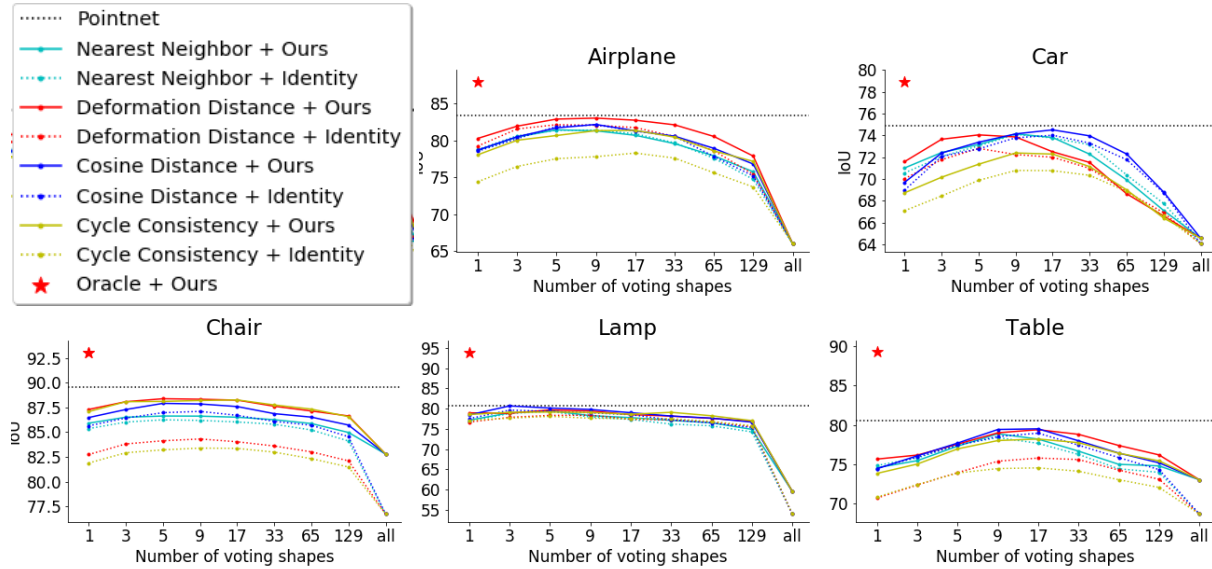 Pointnet
Nearest Neighbor + Ours
Nearest Neighbor + Identity
Deformation Distance + Ours
Deformation Distance + Identity
Cosine Distance + Ours
Cosine Distance + Identity
Cycle Consistency + Ours
Cycle Consistency + Identity
Oracle + Ours
Airplane
85
80
75
70
65
IoU
1 3 5 9 17 33 65 129 all
Number of voting shapes
Car
80
78
76
74
72
70
68
66
64
IoU
1 3 5 9 17 33 65 129 all
Number of voting shapes
Chair
92.5
90.0
87.5
85.0
82.5
80.0
77.5
IoU
1 3 5 9 17 33 65 129 all
Number of voting shapes
Lamp
95
90
85
80
75
70
65
60
55
IoU
1 3 5 9 17 33 65 129 all
Number of voting shapes
Table
90
85
80
75
70
IoU
1 3 5 9 17 33 65 129 all
Number of voting shapes